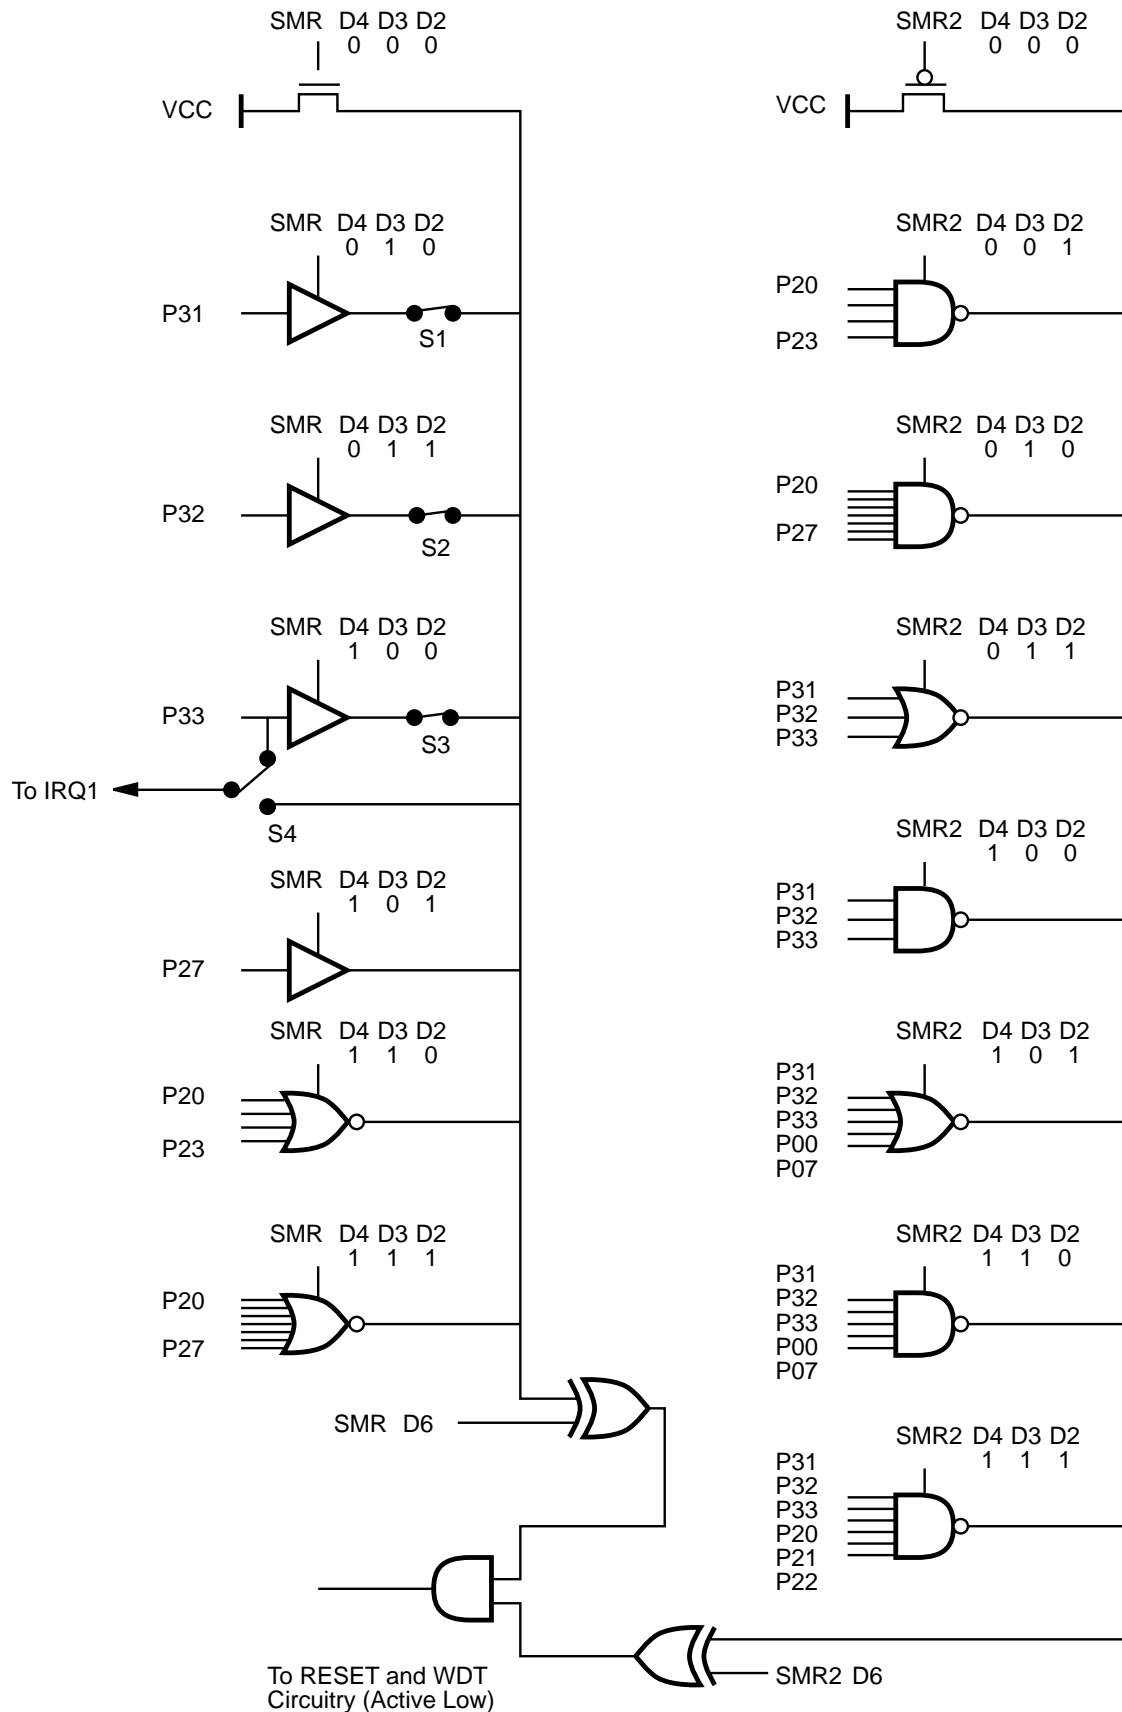 SMR D4 D3 D2
0 0 0
VCC
SMR D4 D3 D2
0 1 0
P31
S1
SMR D4 D3 D2
0 1 1
P32
S2
SMR D4 D3 D2
1 0 0
P33
S3
To IRQ1
S4
SMR D4 D3 D2
1 0 1
P27
SMR D4 D3 D2
1 1 0
P20
P23
SMR D4 D3 D2
1 1 1
P20
P27
SMR D6
To RESET and WDT
Circuitry (Active Low)
SMR2 D4 D3 D2
0 0 0
VCC
SMR2 D4 D3 D2
0 0 1
P20
P23
SMR2 D4 D3 D2
0 1 0
P20
P27
SMR2 D4 D3 D2
0 1 1
P31
P32
P33
SMR2 D4 D3 D2
1 0 0
P31
P32
P33
SMR2 D4 D3 D2
1 0 1
P31
P32
P33
P00
P07
SMR2 D4 D3 D2
1 1 0
P31
P32
P33
P00
P07
SMR2 D4 D3 D2
1 1 1
P31
P32
P33
P20
P21
P22
SMR2 D6